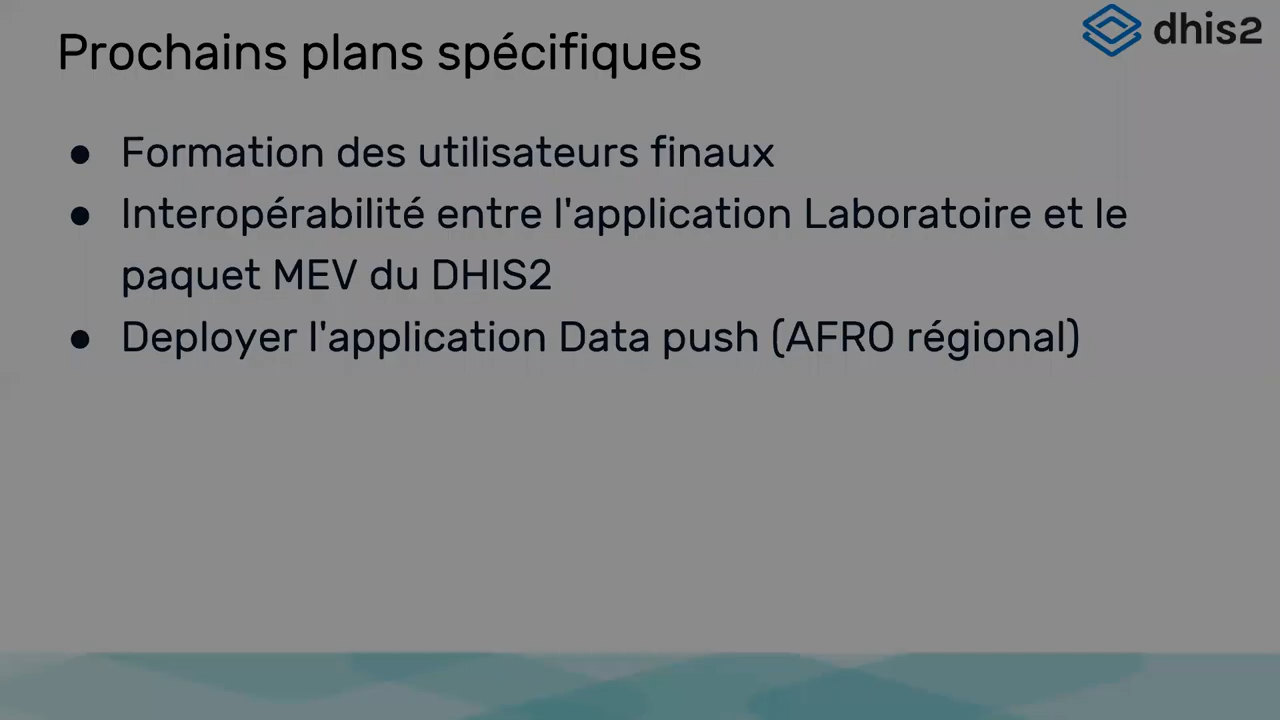 Prochains plans spécifiques
dhis2
● Formation des utilisateurs finaux
● Interopérabilité entre l'application Laboratoire et le
paquet MEV du DHIS2
● Deployer l'application Data push (AFRO régional)